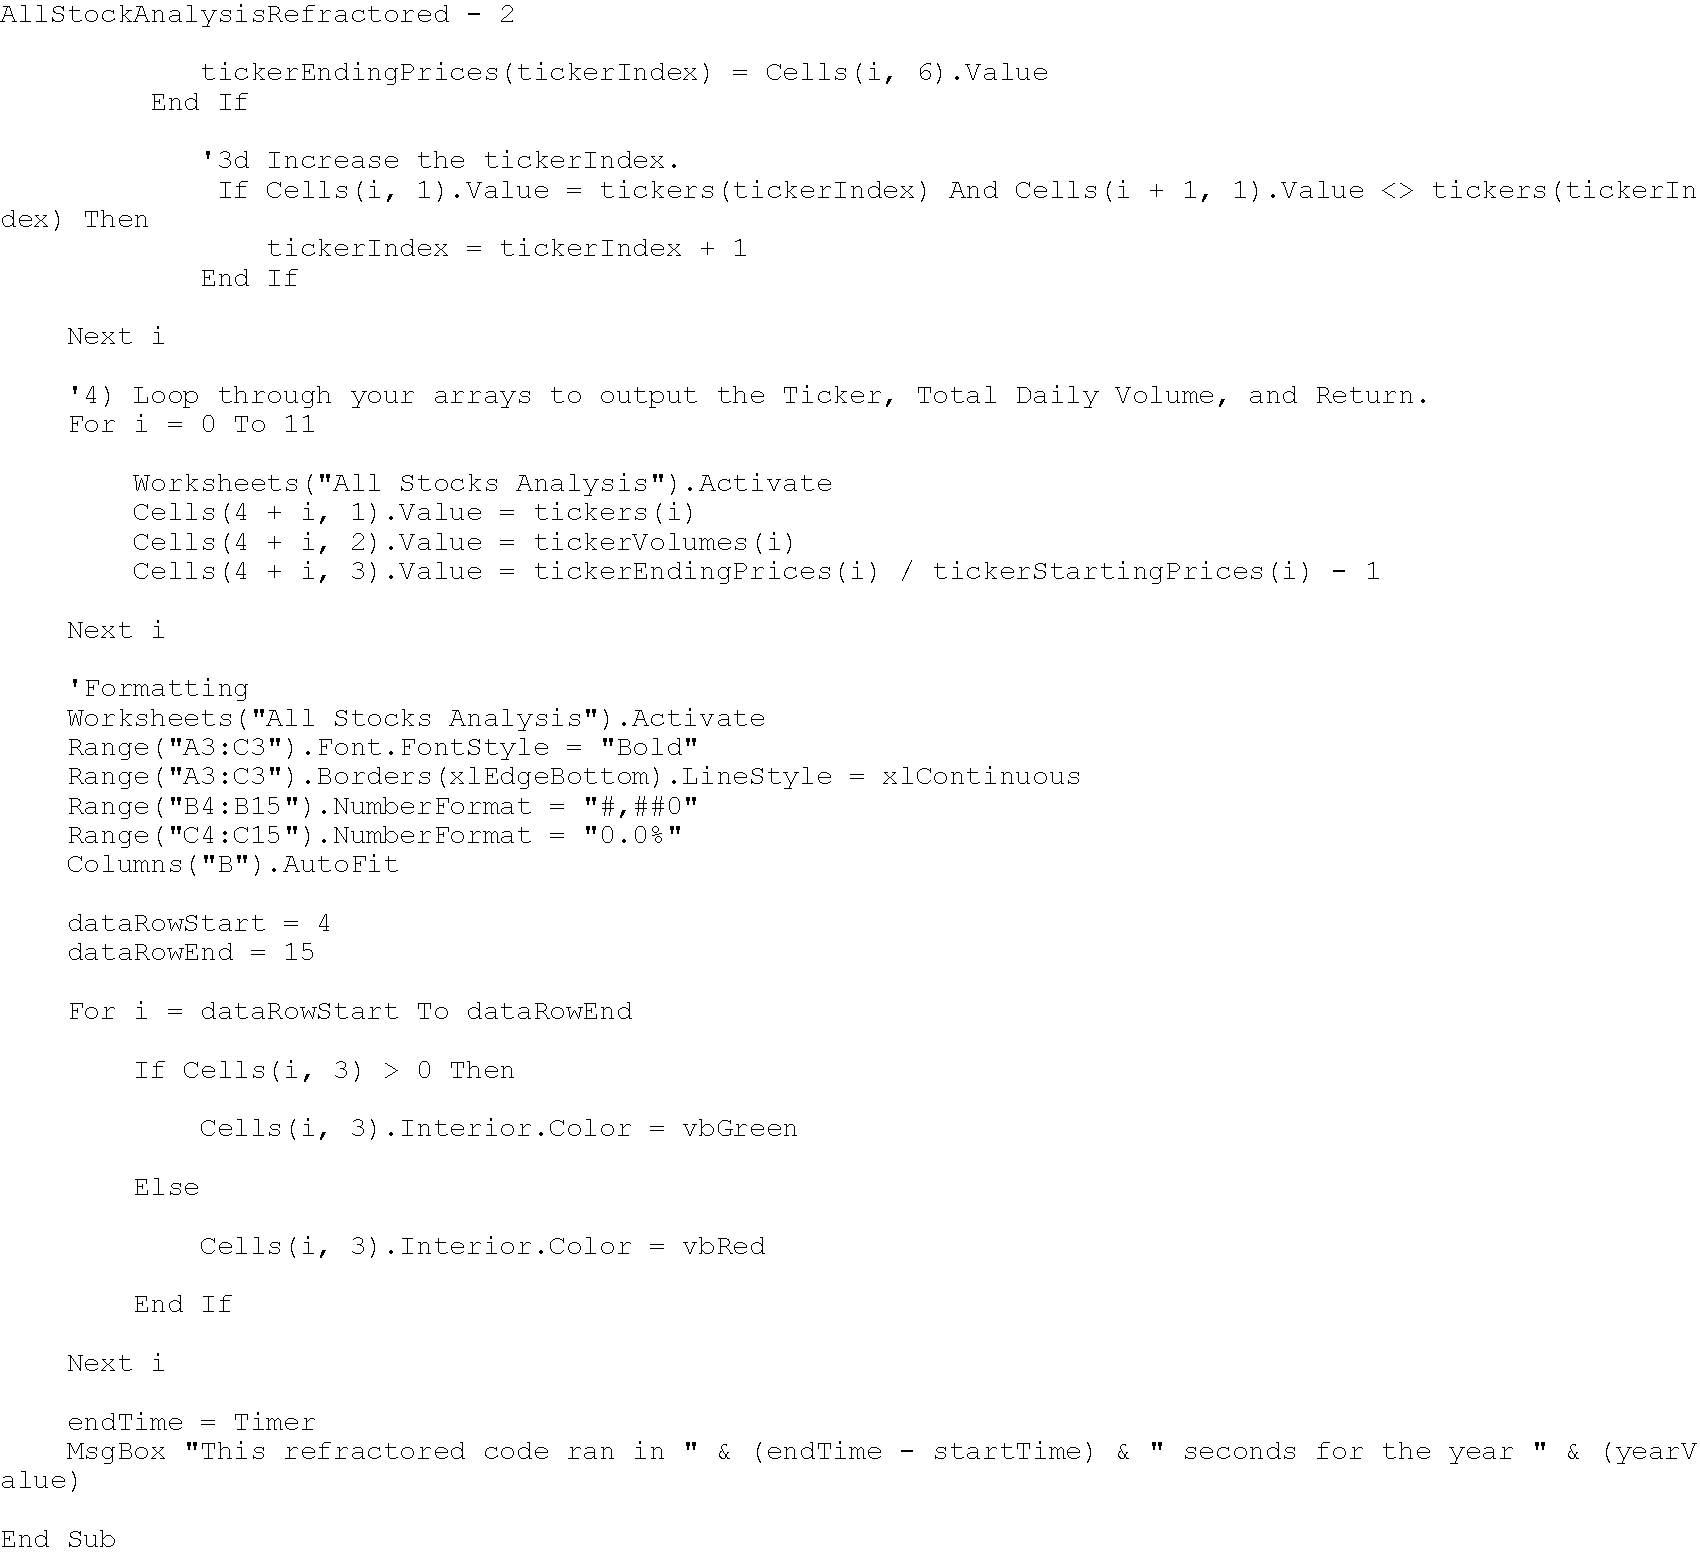 AllStockAnalysisRefractored - 2
tickerEndingPrices(tickerIndex) = Cells(i, 6).Value
End If
'3d Increase the tickerIndex.
If Cells(i, 1).Value = tickers(tickerIndex) And Cells(i + 1, 1).Value <> tickers(tickerIn
dex) Then
tickerIndex = tickerIndex + 1
End If
Next i
'4) Loop through your arrays to output the Ticker, Total Daily Volume, and Return.
For i = 0 To 11
Worksheets("All Stocks Analysis").Activate
Cells(4 + i, 1).Value = tickers(i)
Cells(4 + i, 2).Value = tickerVolumes(i)
Cells(4 + i, 3).Value = tickerEndingPrices(i) / tickerStartingPrices(i) - 1
Next i
'Formatting
Worksheets("All Stocks Analysis").Activate
Range("A3:C3").Font.FontStyle = "Bold"
Range("A3:C3").Borders(xlEdgeBottom).LineStyle = xlContinuous
Range("B4:B15").NumberFormat = "#,##0"
Range("C4:C15").NumberFormat = "0.0%"
Columns("B").AutoFit
dataRowStart = 4
dataRowEnd = 15
For i = dataRowStart To dataRowEnd
If Cells(i, 3) > 0 Then
Cells(i, 3).Interior.Color = vbGreen
Else
Cells(i, 3).Interior.Color = vbRed
End If
Next i
endTime = Timer
MsgBox "This refractored code ran in " & (endTime - startTime) & " seconds for the year " & (yearV
alue)
End Sub